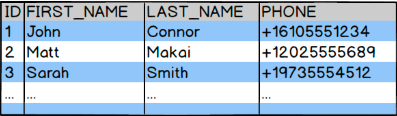 ID FIRST_NAME LAST_NAME PHONE
1 John Connor +16105551234
2 Matt Makai +12025555689
3 Sarah Smith +19735554512
... ... ... ...